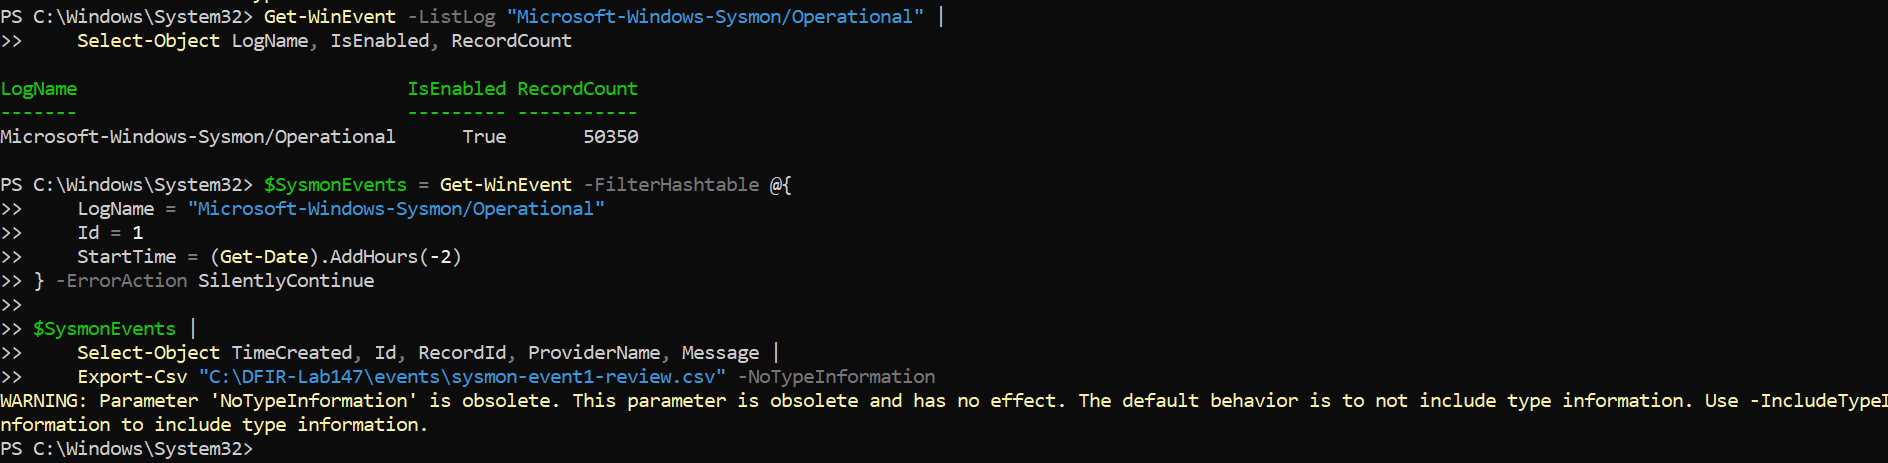 PS C:\Windows\System32> Get-WinEvent -ListLog "Microsoft-Windows-Sysmon/Operational" |
>>     Select-Object LogName, IsEnabled, RecordCount
LogName                              IsEnabled RecordCount
-------                              --------- -----------
Microsoft-Windows-Sysmon/Operational      True       50350
PS C:\Windows\System32> $SysmonEvents = Get-WinEvent -FilterHashtable @{
>>     LogName = "Microsoft-Windows-Sysmon/Operational"
>>     Id = 1
>>     StartTime = (Get-Date).AddHours(-2)
>> } -ErrorAction SilentlyContinue
>>
>> $SysmonEvents |
>>     Select-Object TimeCreated, Id, RecordId, ProviderName, Message |
>>     Export-Csv "C:\DFIR-Lab147\events\sysmon-event1-review.csv" -NoTypeInformation
WARNING: Parameter 'NoTypeInformation' is obsolete. This parameter is obsolete and has no effect. The default behavior is to not include type information. Use -IncludeTypeI
nformation to include type information.
PS C:\Windows\System32>